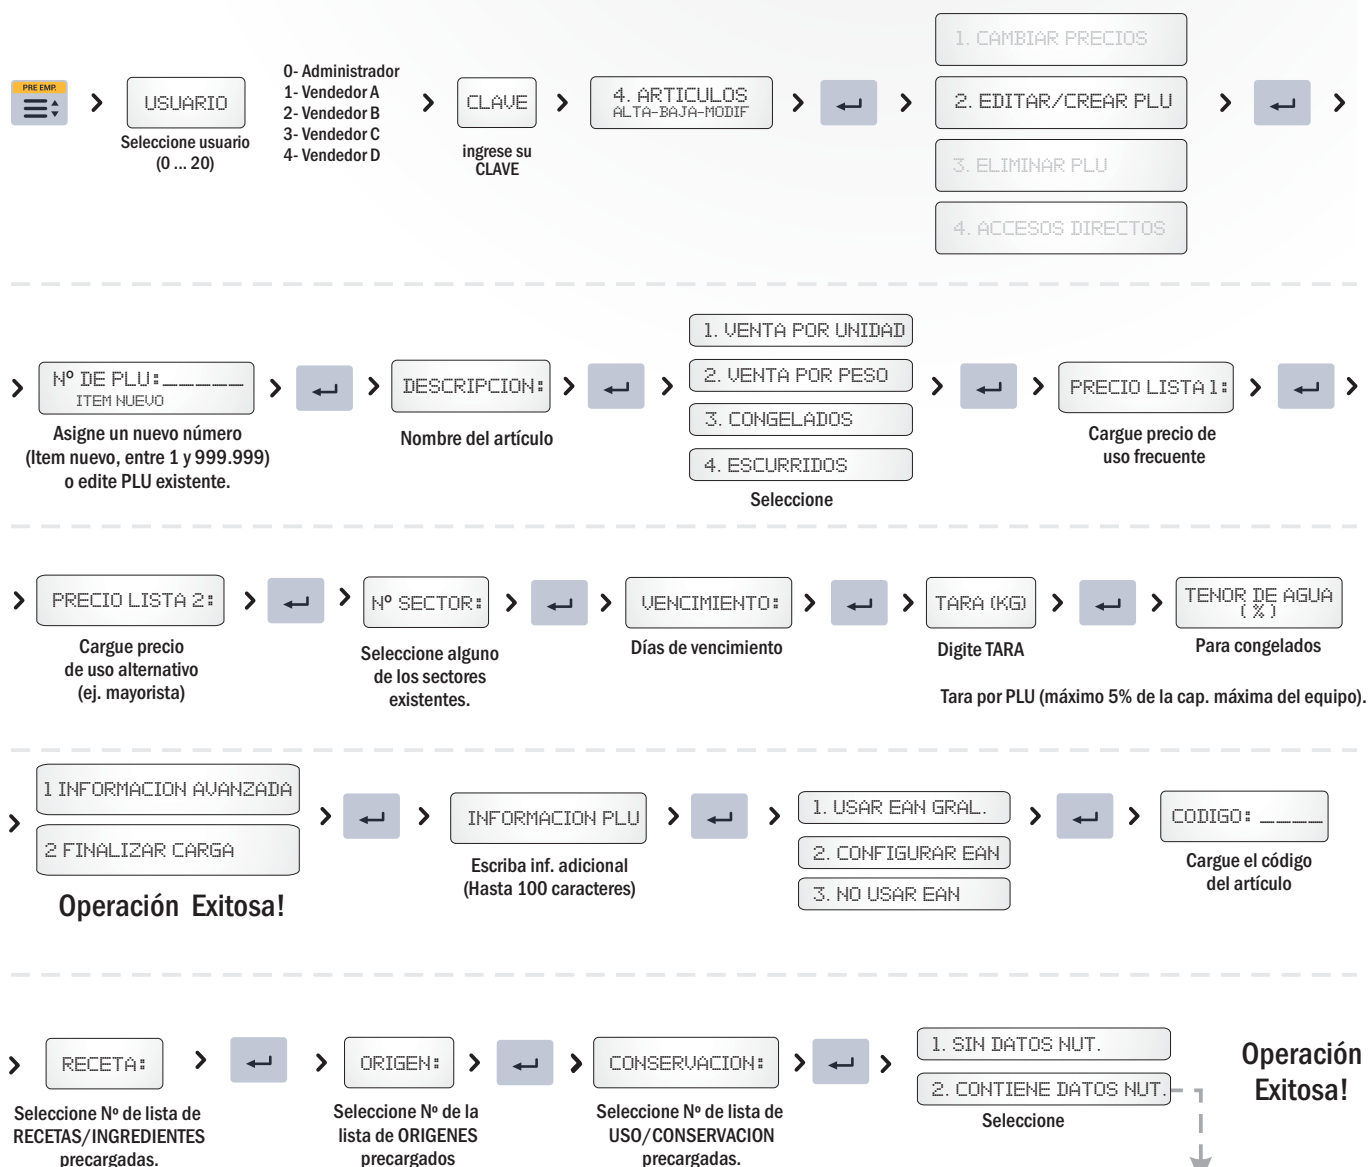 PRE EMP.
USUARIO
Seleccione usuario
(0 ... 20)
0- Administrador
1- Vendedor A
2- Vendedor B
3- Vendedor C
4- Vendedor D
CLAVE
ingrese su
CLAVE
4. ARTICULOS
ALTA-BAJA-MODIF
1. CAMBIAR PRECIOS
2. EDITAR/CREAR PLU
3. ELIMINAR PLU
4. ACCESOS DIRECTOS
Nº DE PLU:_____
ITEM NUEVO
Asigne un nuevo número
(Item nuevo, entre 1 y 999.999)
o edite PLU existente.
DESCRIPCION:
Nombre del artículo
1. VENTA POR UNIDAD
2. VENTA POR PESO
3. CONGELADOS
4. ESCURRIDOS
Seleccione
PRECIO LISTA 1:
Cargue precio de
uso frecuente
PRECIO LISTA 2:
Cargue precio
de uso alternativo
(ej. mayorista)
Nº SECTOR:
Seleccione alguno
de los sectores
existentes.
VENCIMIENTO:
Días de vencimiento
TARA (KG)
Digite TARA
TENOR DE AGUA
(%)
Para congelados
Tara por PLU (máximo 5% de la cap. máxima del equipo).
1 INFORMACION AVANZADA
2 FINALIZAR CARGA
Operación Exitosa!
INFORMACION PLU
Escriba inf. adicional
(Hasta 100 caracteres)
1. USAR EAN GRAL.
2. CONFIGURAR EAN
3. NO USAR EAN
CODIGO: ____
Cargue el código
del artículo
RECETA:
Seleccione Nº de lista de
RECETAS/INGREDIENTES
precargadas.
ORIGEN:
Seleccione Nº de la
lista de ORIGENES
precargados
CONSERVACION:
Seleccione Nº de lista de
USO/CONSERVACION
precargadas.
1. SIN DATOS NUT.
2. CONTIENE DATOS NUT.
Seleccione
Operación
Exitosa!